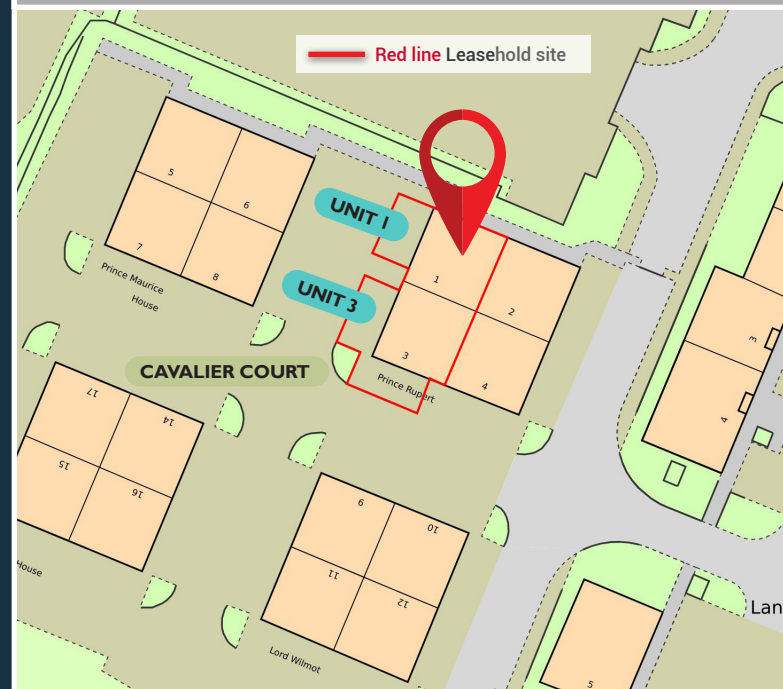 Red line Leasehold site
UNIT 1
UNIT 3
CAVALIER COURT
5
6
7
8
Prince Maurice
House
1
2
3
4
Prince Rupert
3
4
17
14
15
16
House
9
10
11
12
Lord Wilmot
5
Lan